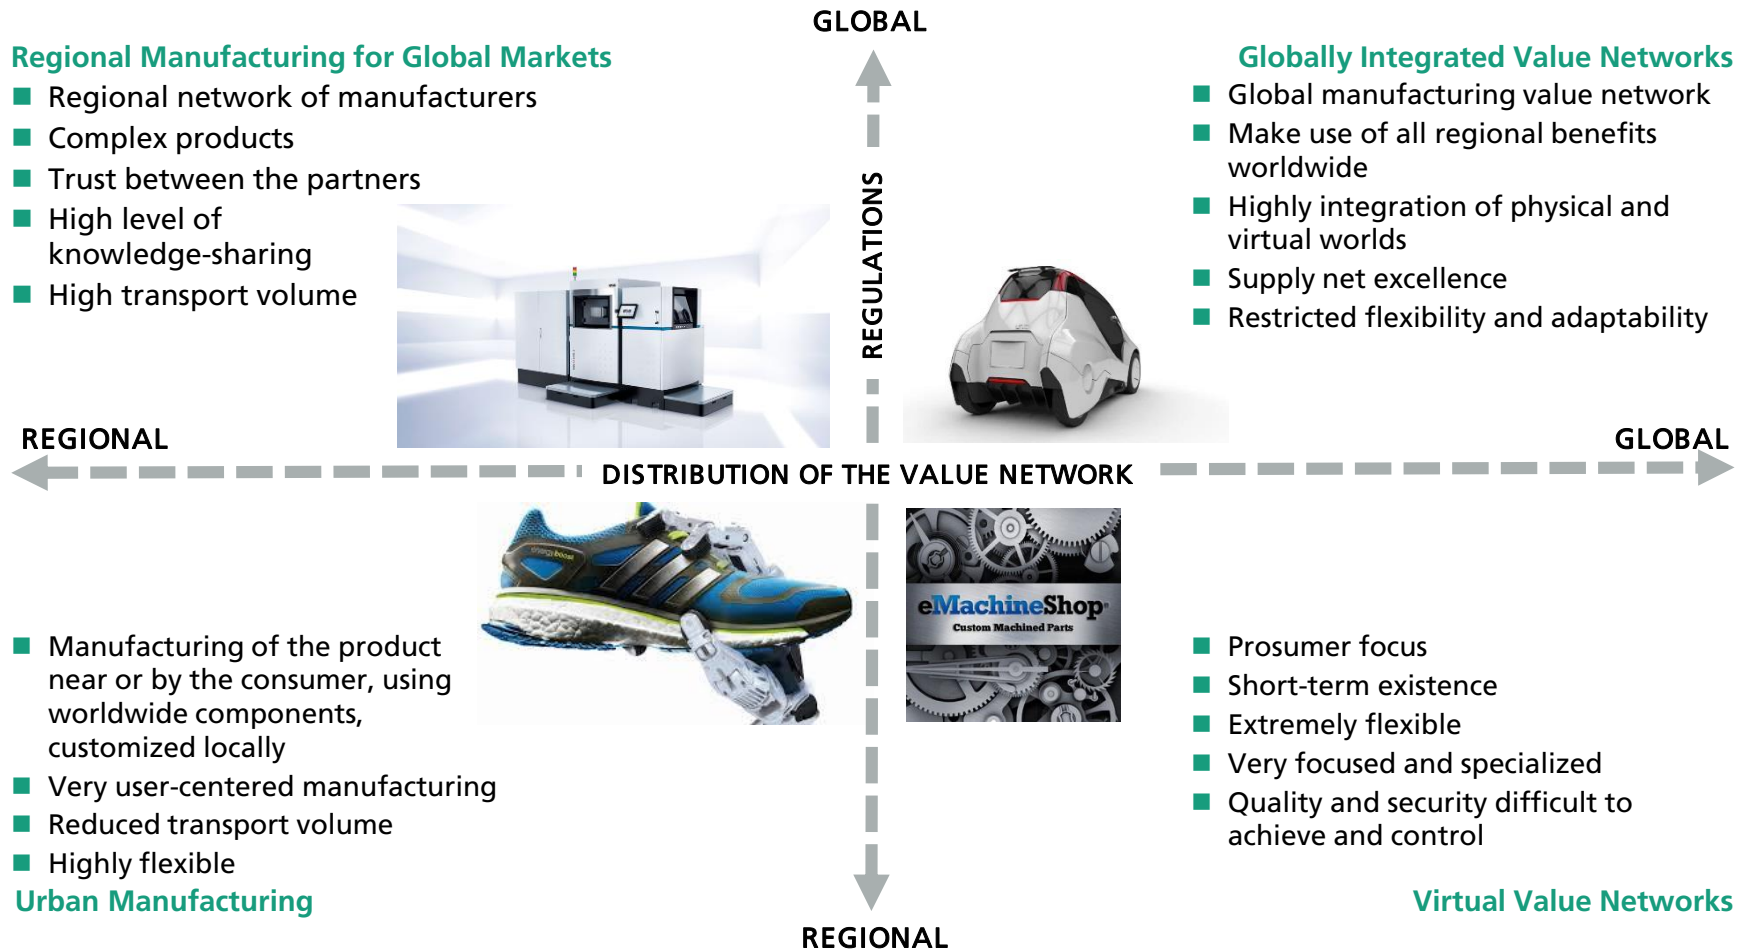 GLOBAL
Regional Manufacturing for Global Markets
Regional network of manufacturers
Complex products
Trust between the partners
High level of
knowledge-sharing
High transport volume
Globally Integrated Value Networks
Global manufacturing value network
Make use of all regional benefits
worldwide
Highly integration of physical and
virtual worlds
Supply net excellence
Restricted flexibility and adaptability
REGULATIONS
REGIONAL
GLOBAL
DISTRIBUTION OF THE VALUE NETWORK
energy boost
eMachineShop
Custom Machined Parts
Manufacturing of the product
near or by the consumer, using
worldwide components,
customized locally
Very user-centered manufacturing
Reduced transport volume
Highly flexible
Urban Manufacturing
Prosumer focus
Short-term existence
Extremely flexible
Very focused and specialized
Quality and security difficult to
achieve and control
Virtual Value Networks
REGIONAL